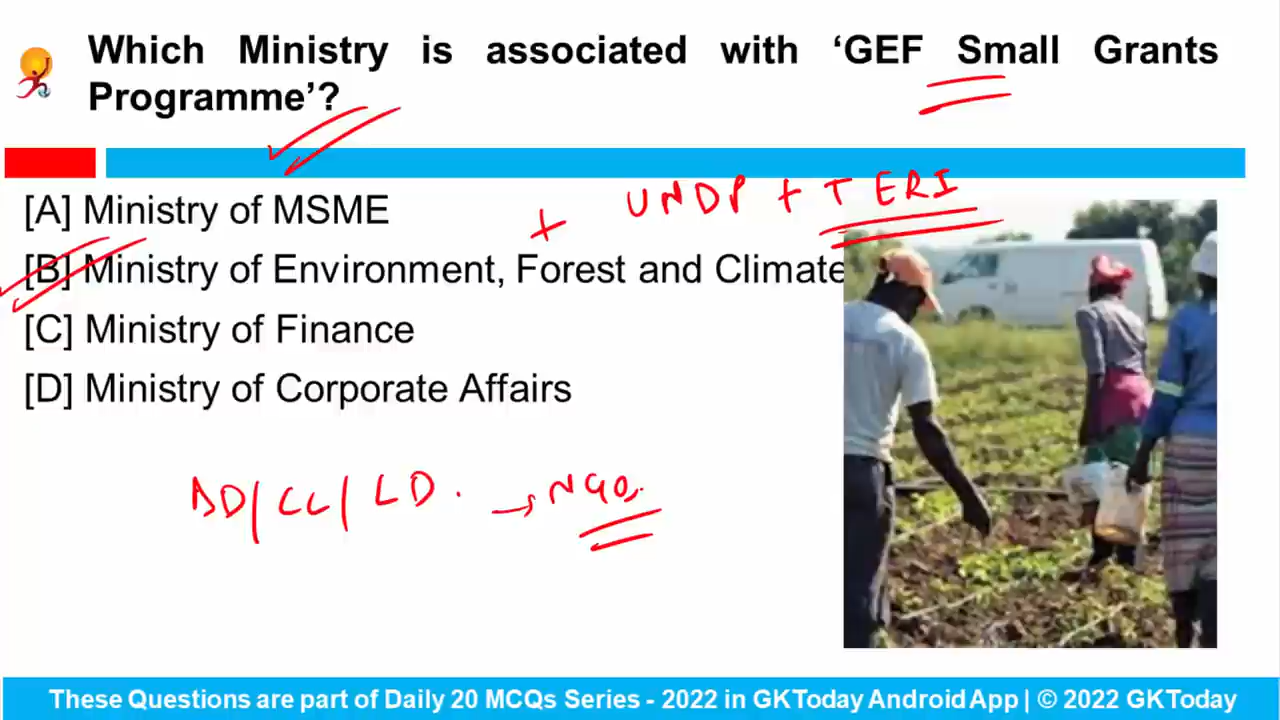 Which Ministry is associated with ‘GEF Small Grants
Programme’?
UNDP + TERI
+
[A] Ministry of MSME
[B] Ministry of Environment, Forest and Climate
[C] Ministry of Finance
[D] Ministry of Corporate Affairs
BD/CC/LD. → NGOs
These Questions are part of Daily 20 MCQs Series - 2022 in GKToday Android App | © 2022 GKToday